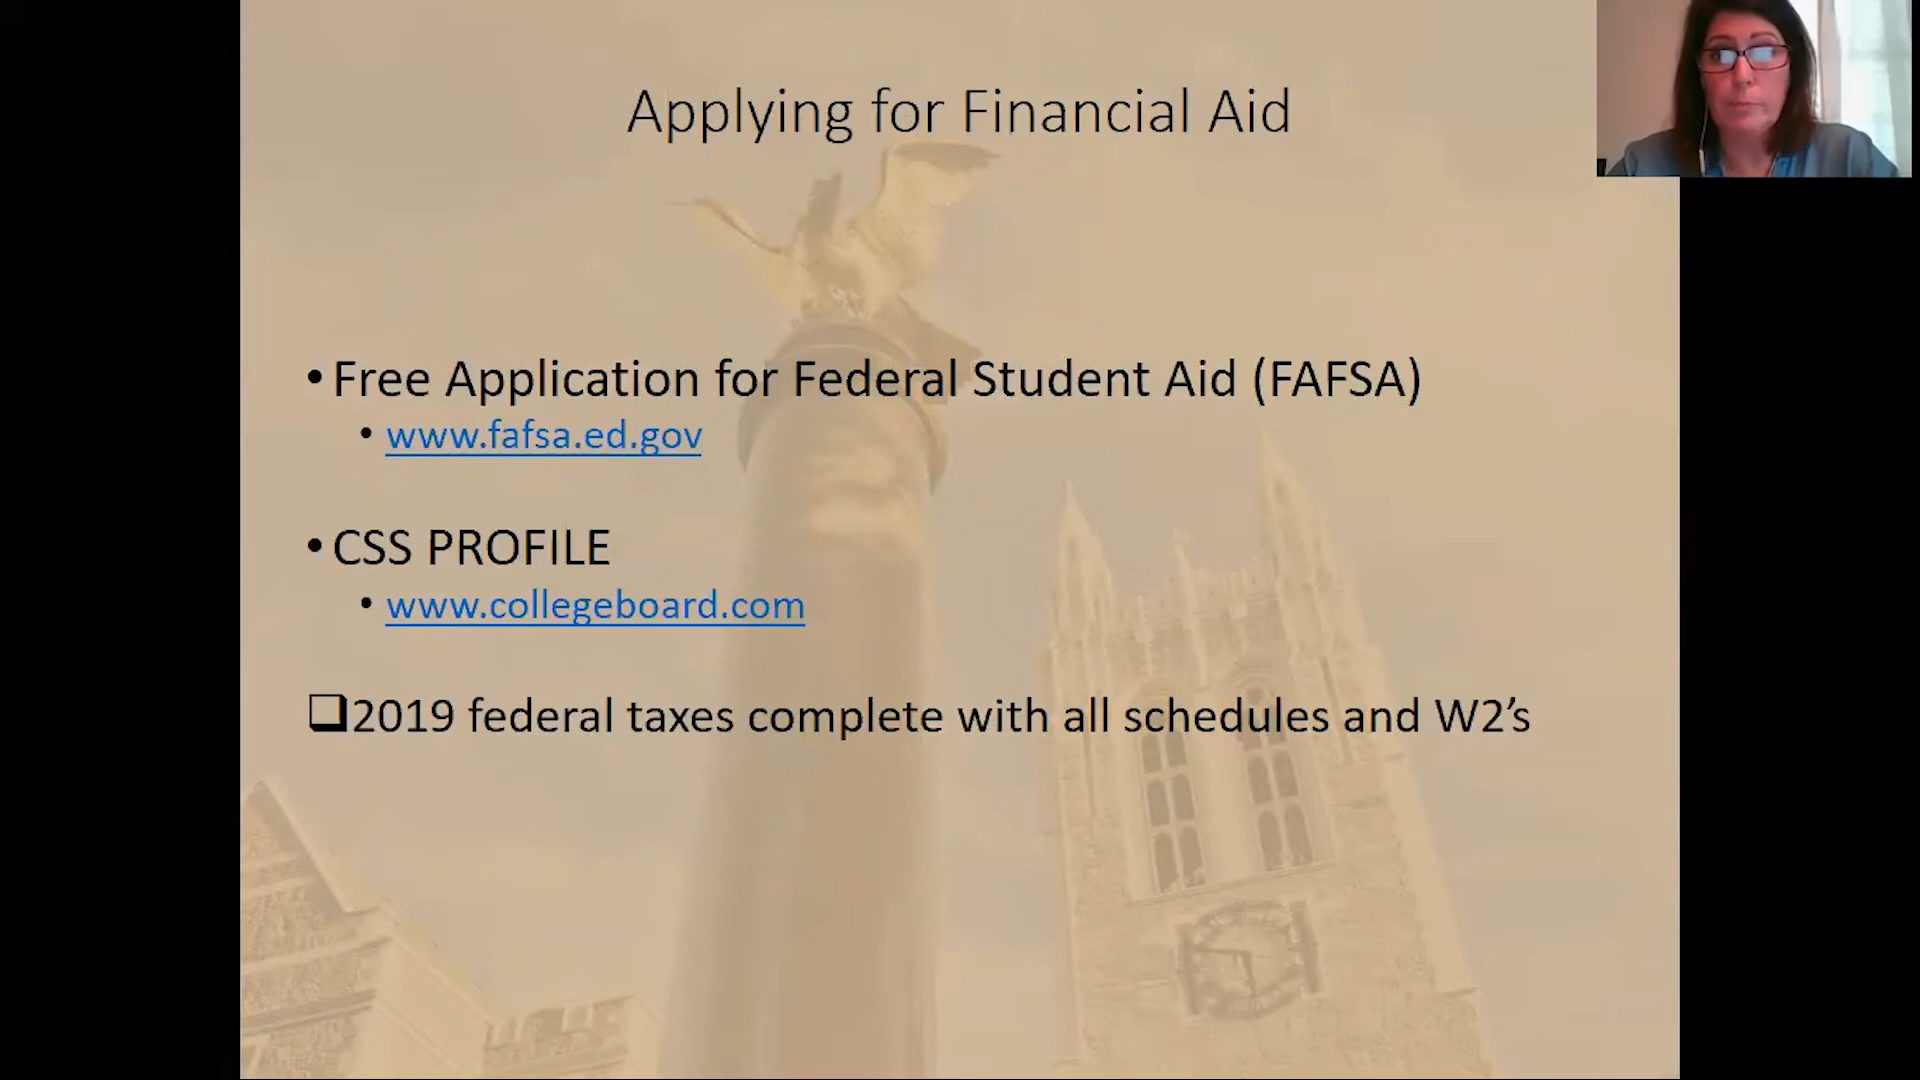 Applying for Financial Aid
•Free Application for Federal Student Aid (FAFSA)
•www.fafsa.ed.gov
•CSS PROFILE
•www.collegeboard.com
❑2019 federal taxes complete with all schedules and W2’s